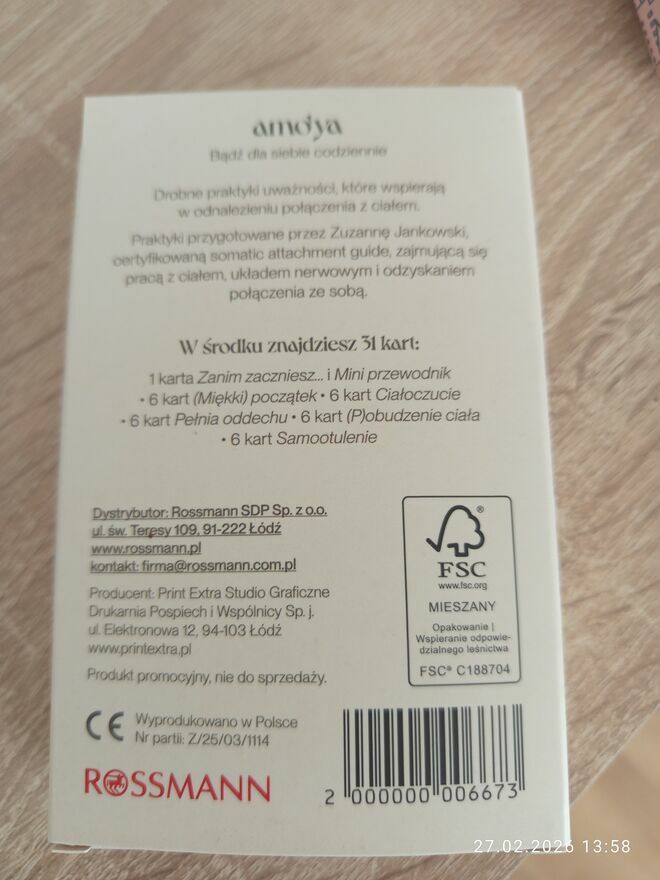 amo'ya
Bądź dla siebie codziennie
Drobne praktyki uważności, które wspierają
w odnalezieniu połączenia z ciałem.
Praktyki przygotowane przez Zuzannę Jankowski,
certyfikowaną somatic attachment guide, zajmującą się
pracą z ciałem, układem nerwowym i odzyskaniem
połączenia ze sobą.
W środku znajdziesz 31 kart:
1 karta Zanim zaczniesz... i Mini przewodnik
• 6 kart (Miękki) początek • 6 kart Ciałoczucie
• 6 kart Pełnia oddechu • 6 kart (P)obudzenie ciała
• 6 kart Samootulenie
Dystrybutor: Rossmann SDP Sp. z o.o.
ul. św. Teresy 109, 91-222 Łódź
www.rossmann.pl
kontakt: firma@rossmann.com.pl
Producent: Print Extra Studio Graficzne
Drukarnia Pospiech i Wspólnicy Sp. j.
ul. Elektronowa 12, 94-103 Łódź
www.printextra.pl
Produkt promocyjny, nie do sprzedaży.
FSC®
www.fsc.org
MIESZANY
Opakowanie |
Wspieranie odpowie-
dzialnego leśnictwa
FSC® C188704
CE
Wyprodukowano w Polsce
Nr partii: Z/25/03/1114
ROSSMANN
2 000000 006673
27.02.2026 13:58